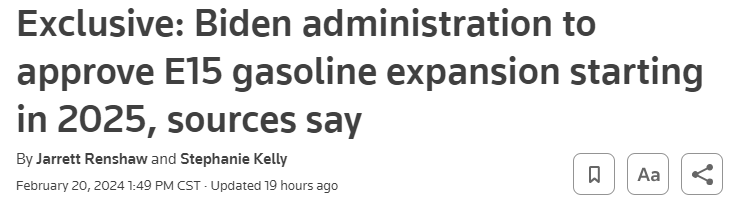 Exclusive: Biden administration to
approve E15 gasoline expansion starting
in 2025, sources say
By Jarrett Renshaw and Stephanie Kelly
February 20, 2024 1:49 PM CST · Updated 19 hours ago
Aa